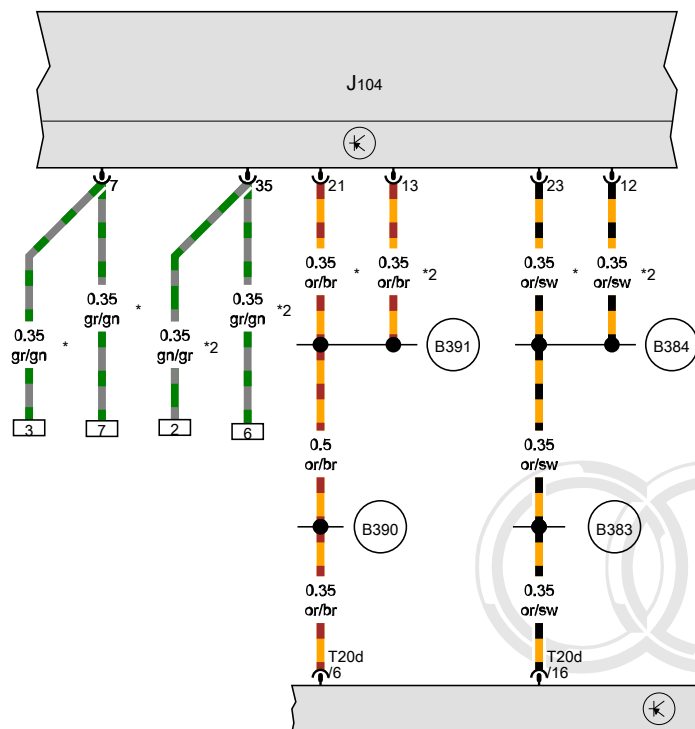 J104
7
35
21
13
23
12
0.35
or/br
*
0.35
or/br
*2
0.35
or/sw
*
0.35
or/sw
*2
0.35
gr/gn
*
0.35
gr/gn
*2
0.35
gr/gn
*
0.35
gn/gr
*2
B391
B384
3
7
2
6
0.5
or/br
0.35
or/sw
B390
B383
0.35
or/br
0.35
or/sw
T20d
/6
T20d
/16